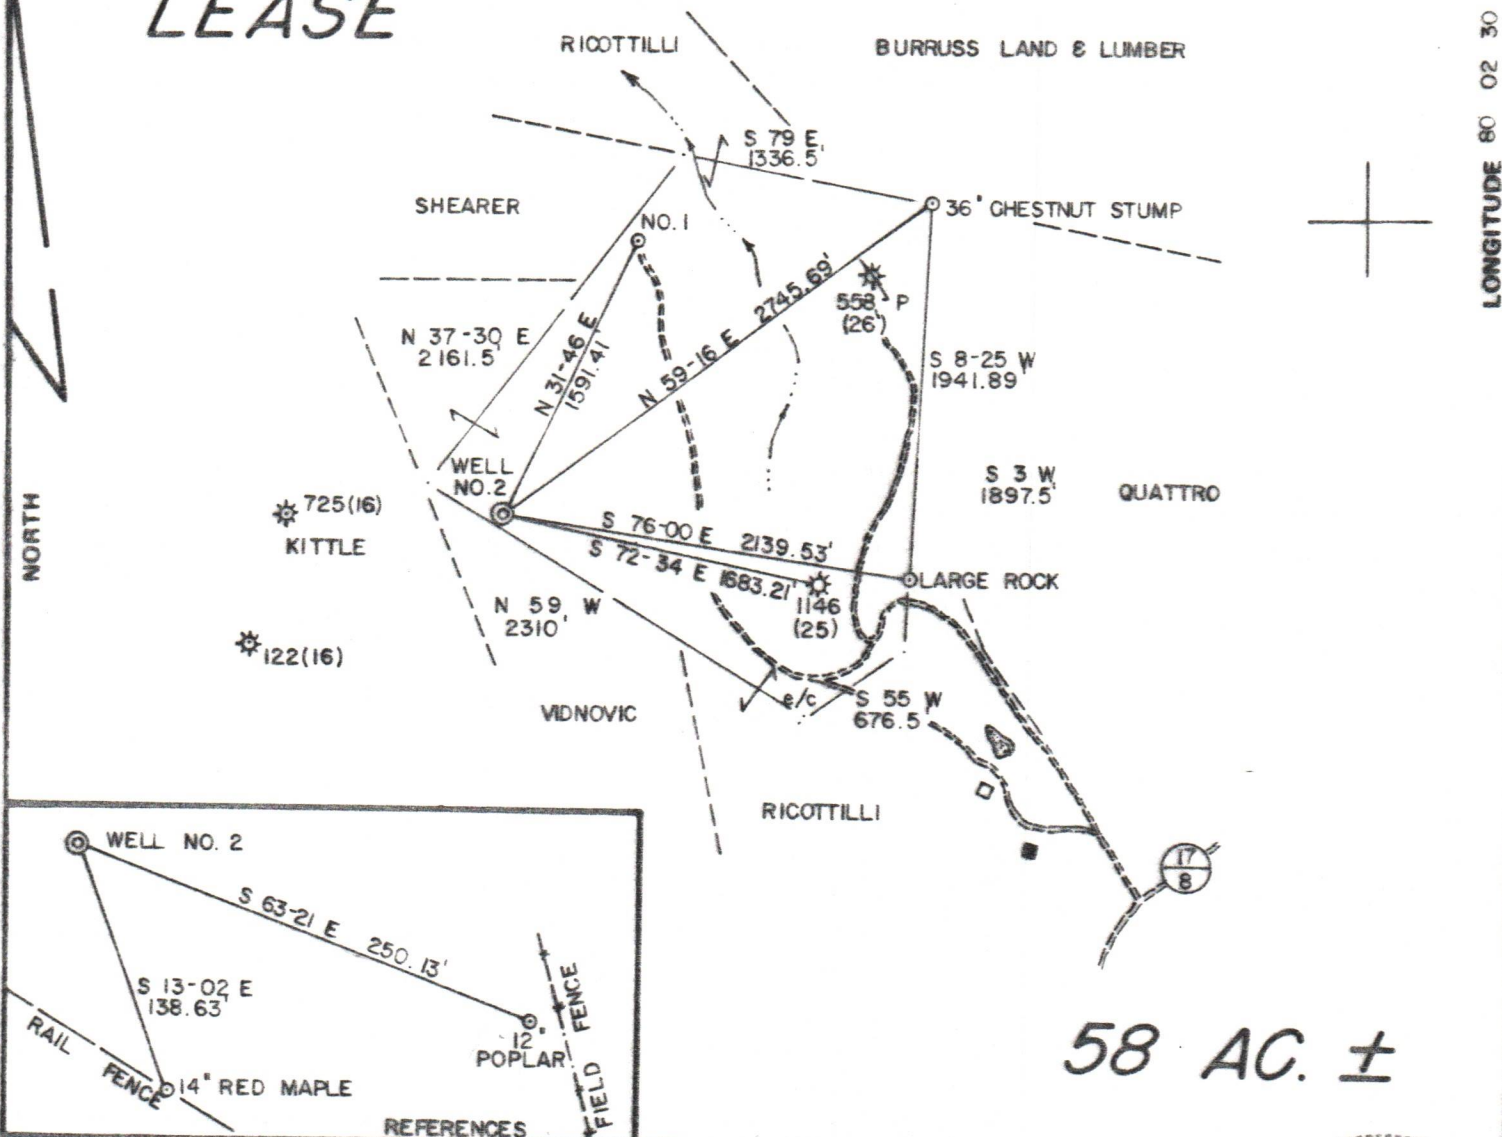 LEASE
RICOTTILLI
BURRUSS LAND & LUMBER
LONGITUDE 80 02 30
S 79 E
1336.5'
SHEARER
NO. 1
36" CHESTNUT STUMP
N 37-30 E
2161.5'
N 31-46 E
1591.41'
N 59-16 E 2745.69'
558-P
(26)
S 8-25 W
1941.89'
S 3 W
1897.5'
QUATTRO
WELL
NO. 2
725(16)
KITTLE
NORTH
S 76-00 E 2139.53'
S 72-34 E 1683.21'
LARGE ROCK
1146
(25)
N 59 W
2310'
122(16)
VIDNOVIC
e/c
S 55 W
676.5'
RICOTTILLI
17
8
WELL NO. 2
S 63-21 E 250.13'
S 13-02 E
138.63'
RAIL FENCE
14" RED MAPLE
12"
POPLAR
FIELD FENCE
REFERENCES
58 AC. ±